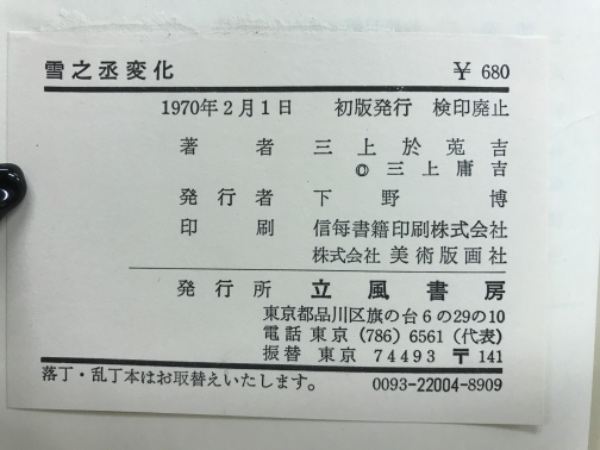 雪之丞変化 ￥ 680
1970年2月1日 初版発行 検印廃止
著者 三上於菟吉
© 三上庸吉
発行者 下野博
印刷 信毎書籍印刷株式会社
株式会社 美術版画社
発行所 立風書房
東京都品川区旗の台6の29の10
電話 東京 (786) 6561 (代表)
振替 東京 74493 〒 141
落丁・乱丁本はお取替えいたします。 0093-22004-8909